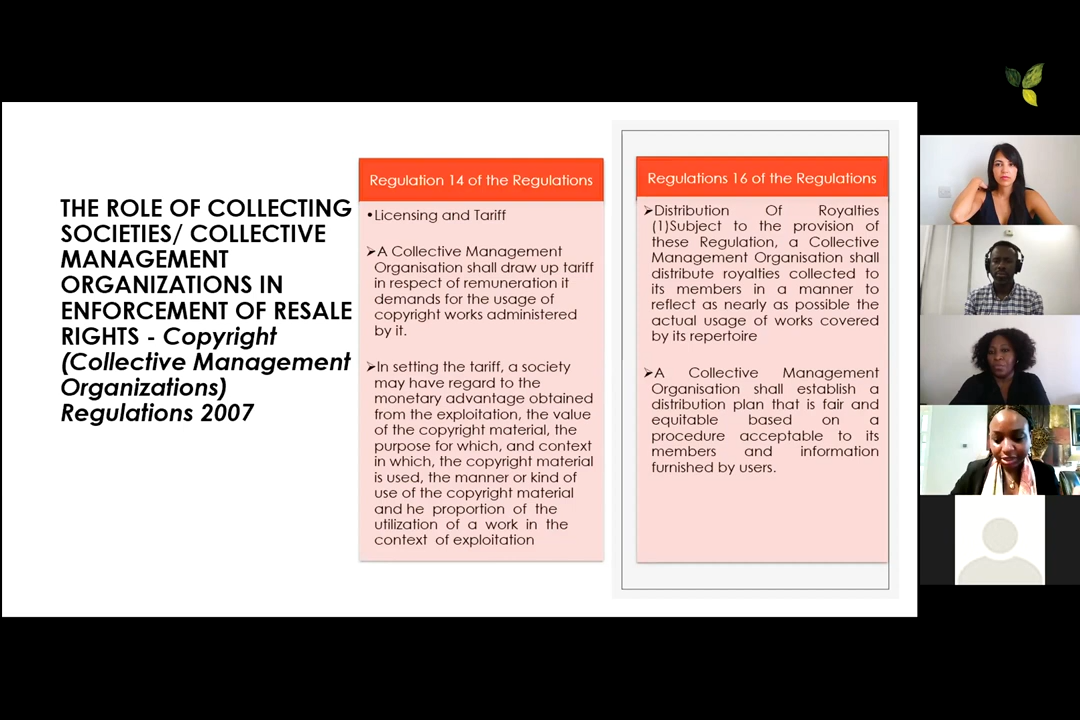 THE ROLE OF COLLECTING
SOCIETIES/ COLLECTIVE
MANAGEMENT
ORGANIZATIONS IN
ENFORCEMENT OF RESALE
RIGHTS - Copyright
(Collective Management
Organizations)
Regulations 2007
Regulation 14 of the Regulations
•Licensing and Tariff
➢A Collective Management
Organisation shall draw up tariff
in respect of remuneration it
demands for the usage of
copyright works administered
by it.
➢In setting the tariff, a society
may have regard to the
monetary advantage obtained
from the exploitation, the value
of the copyright material, the
purpose for which, and context
in which, the copyright material
is used, the manner or kind of
use of the copyright material
and he proportion of the
utilization of a work in the
context of exploitation
Regulations 16 of the Regulations
➢Distribution Of Royalties
(1)Subject to the provision of
these Regulation, a Collective
Management Organisation shall
distribute royalties collected to
its members in a manner to
reflect as nearly as possible the
actual usage of works covered
by its repertoire
➢A Collective Management
Organisation shall establish a
distribution plan that is fair and
equitable based on a
procedure acceptable to its
members and information
furnished by users.